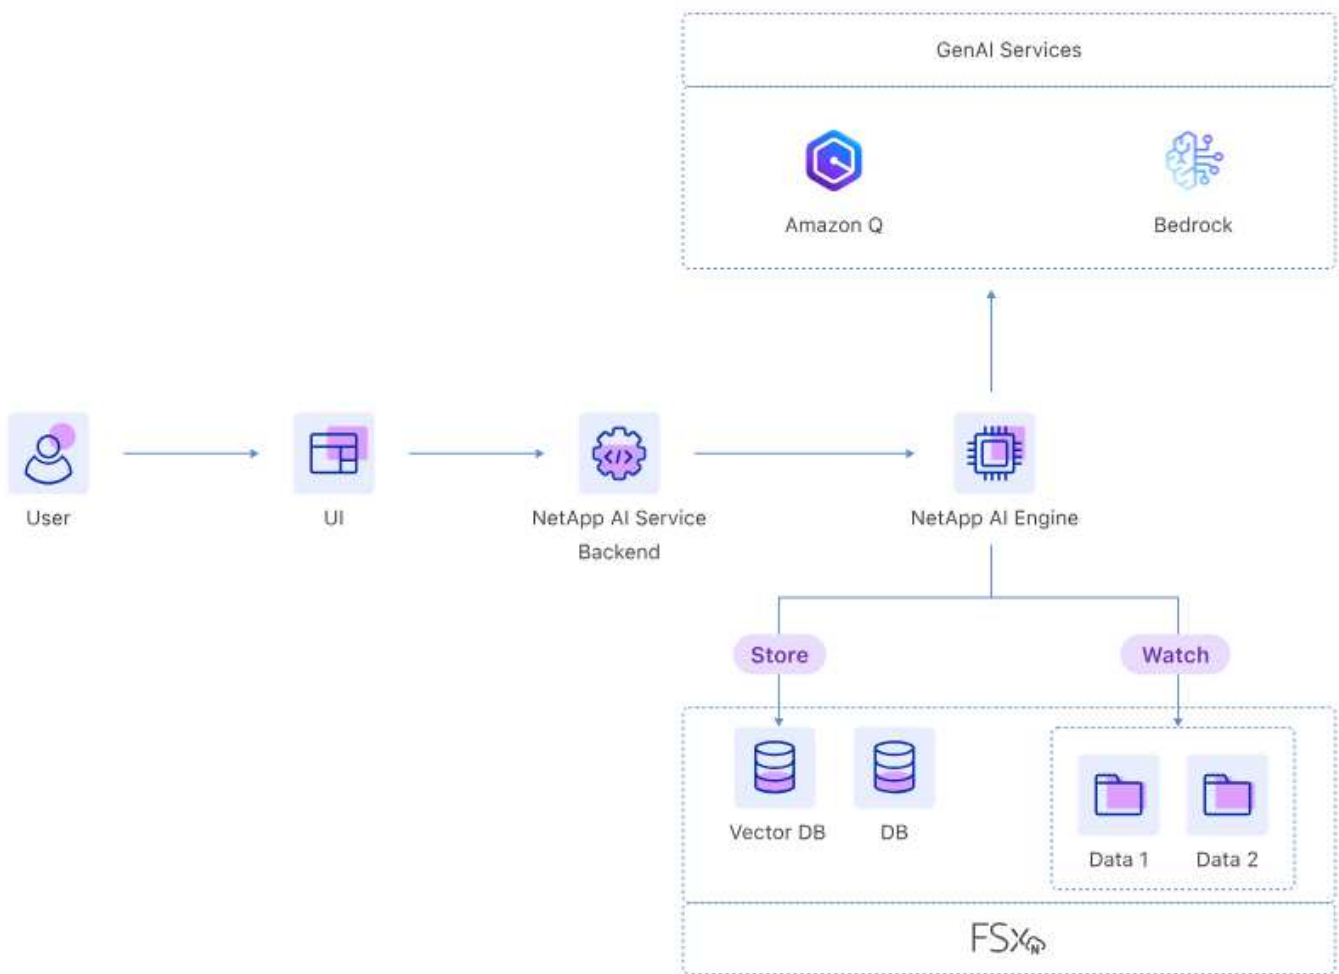 GenAI Services
Amazon Q
Bedrock
User
UI
NetApp AI Service
Backend
</>
NetApp AI Engine
Store
Watch
Vector DB
DB
Data 1
Data 2
FSxN